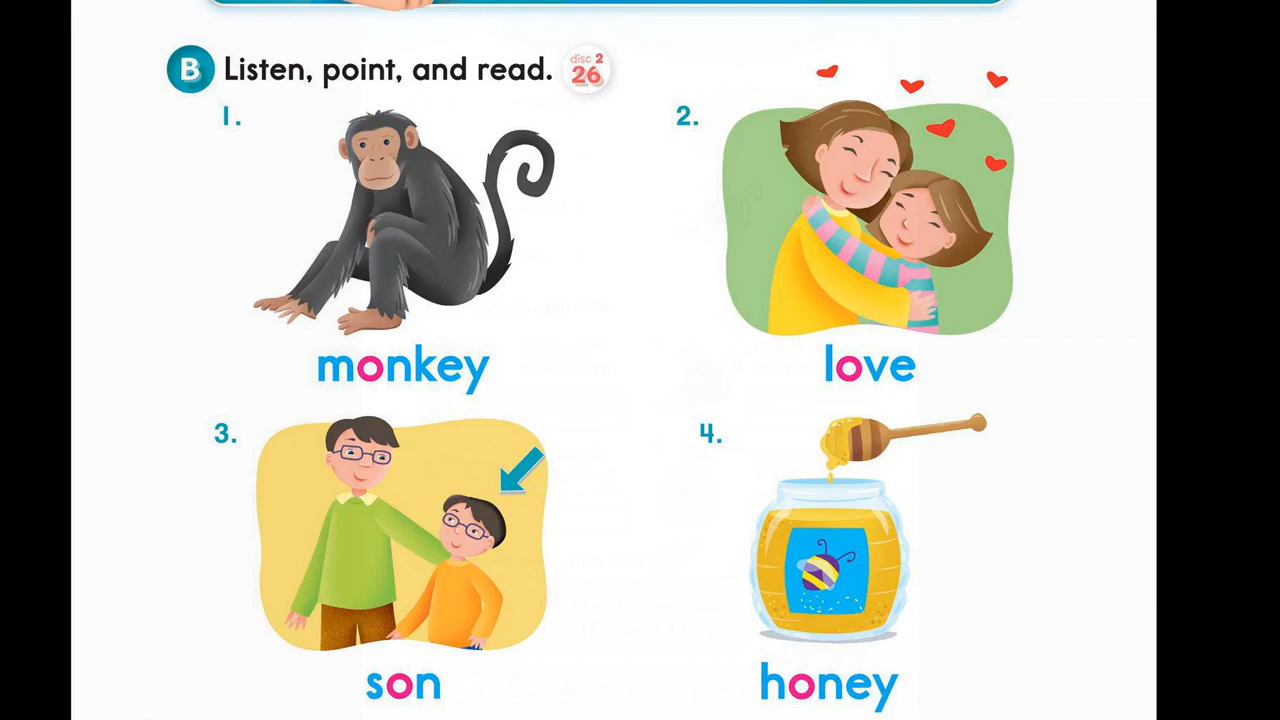 B Listen, point, and read. disc 2 26
1.
2.
monkey
love
3.
4.
son
honey